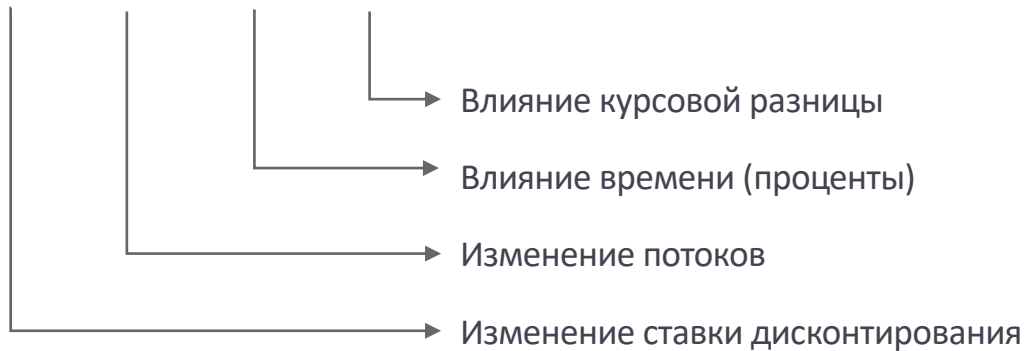 Влияние курсовой разницы
Влияние времени (проценты)
Изменение потоков
Изменение ставки дисконтирования